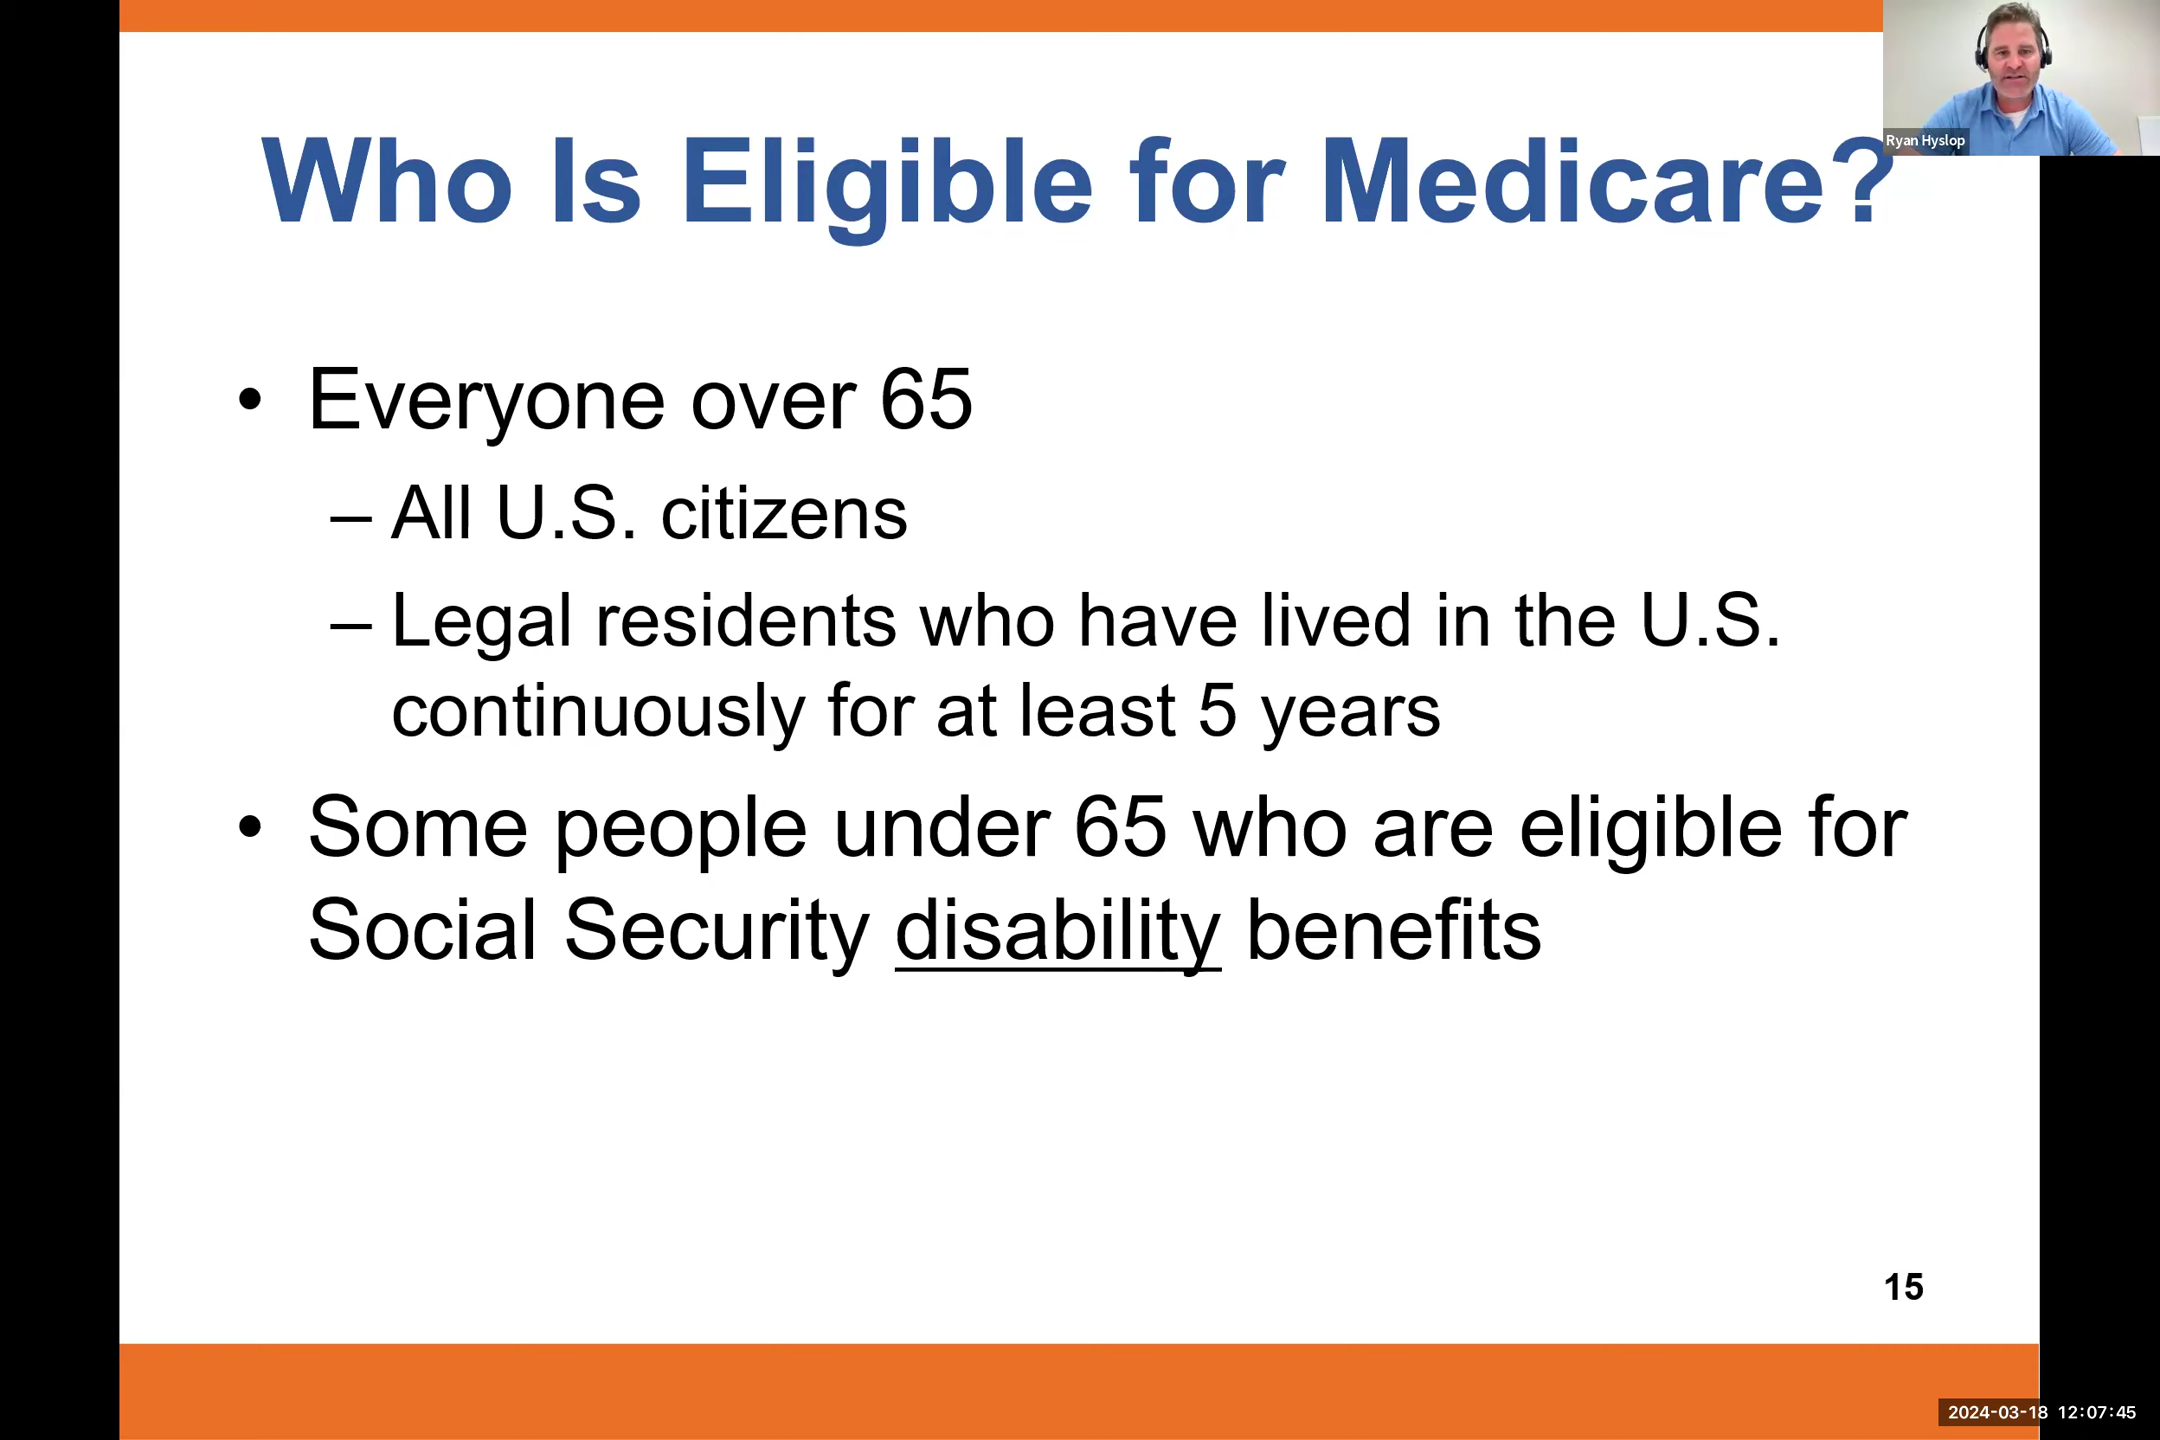 Who Is Eligible for Medicare?
Ryan Hyslop
• Everyone over 65
– All U.S. citizens
– Legal residents who have lived in the U.S.
continuously for at least 5 years
• Some people under 65 who are eligible for
Social Security disability benefits
15
2024-03-18 12:07:45